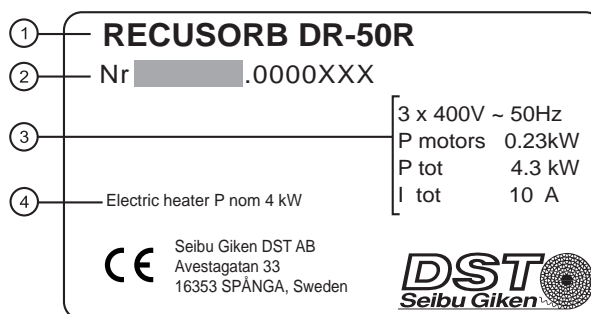 1 RECUSORB DR-50R
2 Nr .0000XXX
3
3 x 400V ~ 50Hz
P motors 0.23kW
P tot 4.3 kW
I tot 10 A
4 Electric heater P nom 4 kW
CE
Seibu Giken DST AB
Avestagatan 33
16353 SPÅNGA, Sweden
DST
Seibu Giken